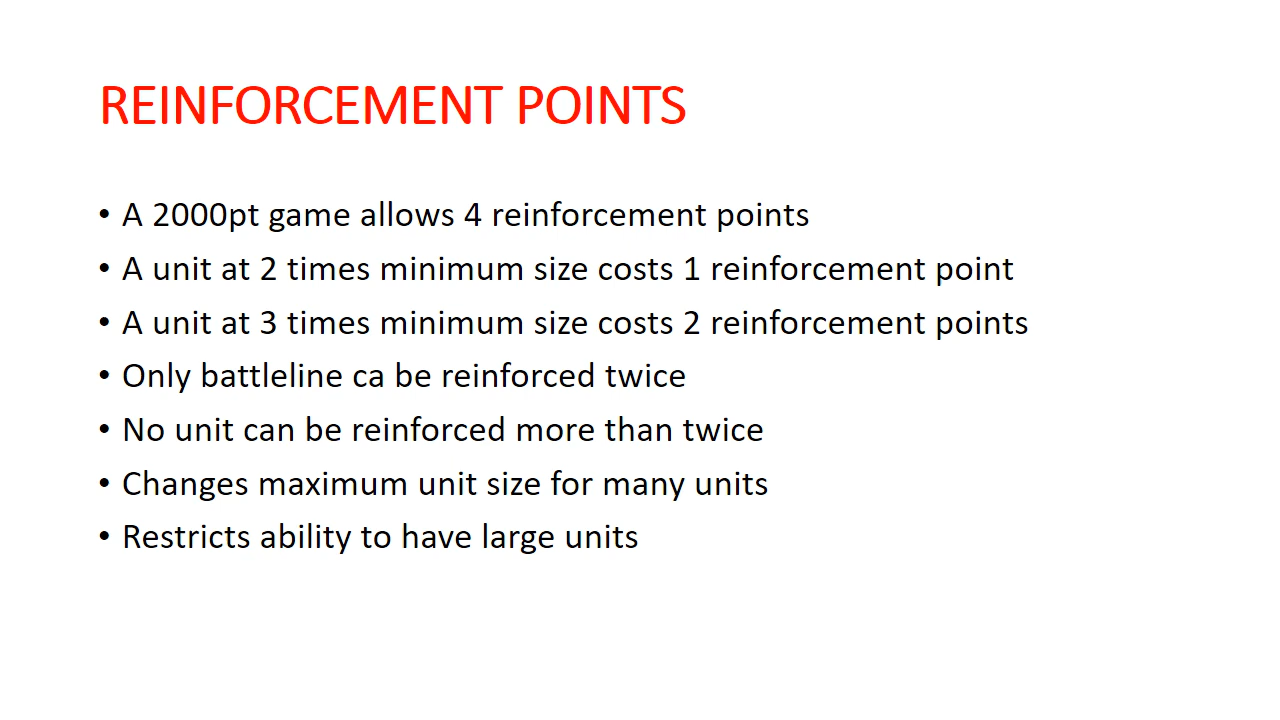 REINFORCEMENT POINTS
• A 2000pt game allows 4 reinforcement points
• A unit at 2 times minimum size costs 1 reinforcement point
• A unit at 3 times minimum size costs 2 reinforcement points
• Only battleline ca be reinforced twice
• No unit can be reinforced more than twice
• Changes maximum unit size for many units
• Restricts ability to have large units